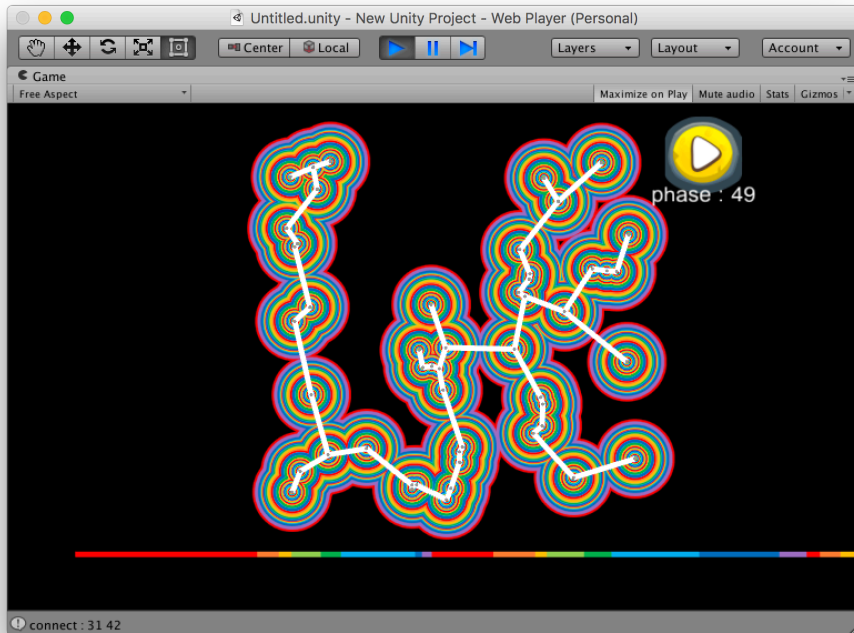 Untitled.unity - New Unity Project - Web Player (Personal)
Center Local Layers Layout Account
Game
Free Aspect Maximize on Play Mute audio Stats Gizmos
phase : 49
connect : 31 42